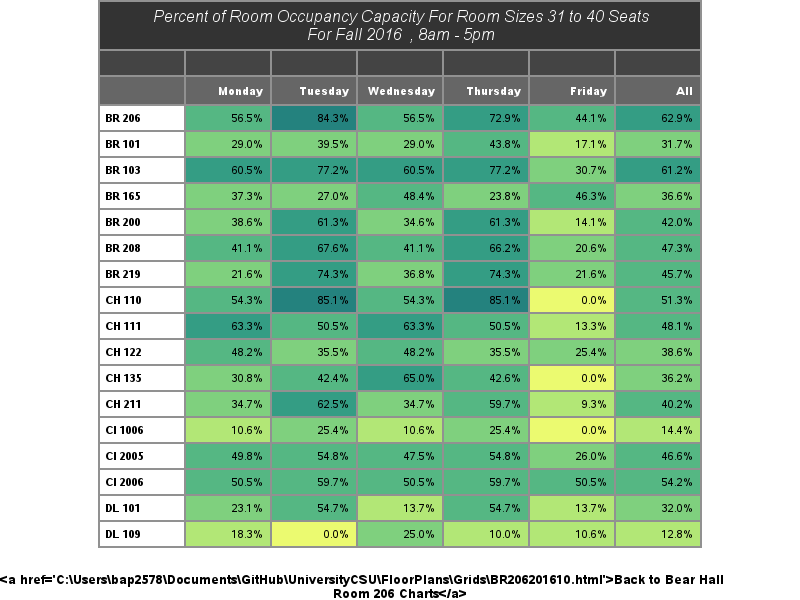 Percent of Room Occupancy Capacity For Room Sizes 31 to 40 Seats
For Fall 2016 , 8am - 5pm
Monday Tuesday Wednesday Thursday Friday All
BR 206 56.5% 84.3% 56.5% 72.9% 44.1% 62.9%
BR 101 29.0% 39.5% 29.0% 43.8% 17.1% 31.7%
BR 103 60.5% 77.2% 60.5% 77.2% 30.7% 61.2%
BR 165 37.3% 27.0% 48.4% 23.8% 46.3% 36.6%
BR 200 38.6% 61.3% 34.6% 61.3% 14.1% 42.0%
BR 208 41.1% 67.6% 41.1% 66.2% 20.6% 47.3%
BR 219 21.6% 74.3% 36.8% 74.3% 21.6% 45.7%
CH 110 54.3% 85.1% 54.3% 85.1% 0.0% 51.3%
CH 111 63.3% 50.5% 63.3% 50.5% 13.3% 48.1%
CH 122 48.2% 35.5% 48.2% 35.5% 25.4% 38.6%
CH 135 30.8% 42.4% 65.0% 42.6% 0.0% 36.2%
CH 211 34.7% 62.5% 34.7% 59.7% 9.3% 40.2%
CI 1006 10.6% 25.4% 10.6% 25.4% 0.0% 14.4%
CI 2005 49.8% 54.8% 47.5% 54.8% 26.0% 46.6%
CI 2006 50.5% 59.7% 50.5% 59.7% 50.5% 54.2%
DL 101 23.1% 54.7% 13.7% 54.7% 13.7% 32.0%
DL 109 18.3% 0.0% 25.0% 10.0% 10.6% 12.8%
<a href='C:\Users\bap2578\Documents\GitHub\UniversityCSU\FloorPlans\Grids\BR206201610.html'>Back to Bear Hall
Room 206 Charts</a>